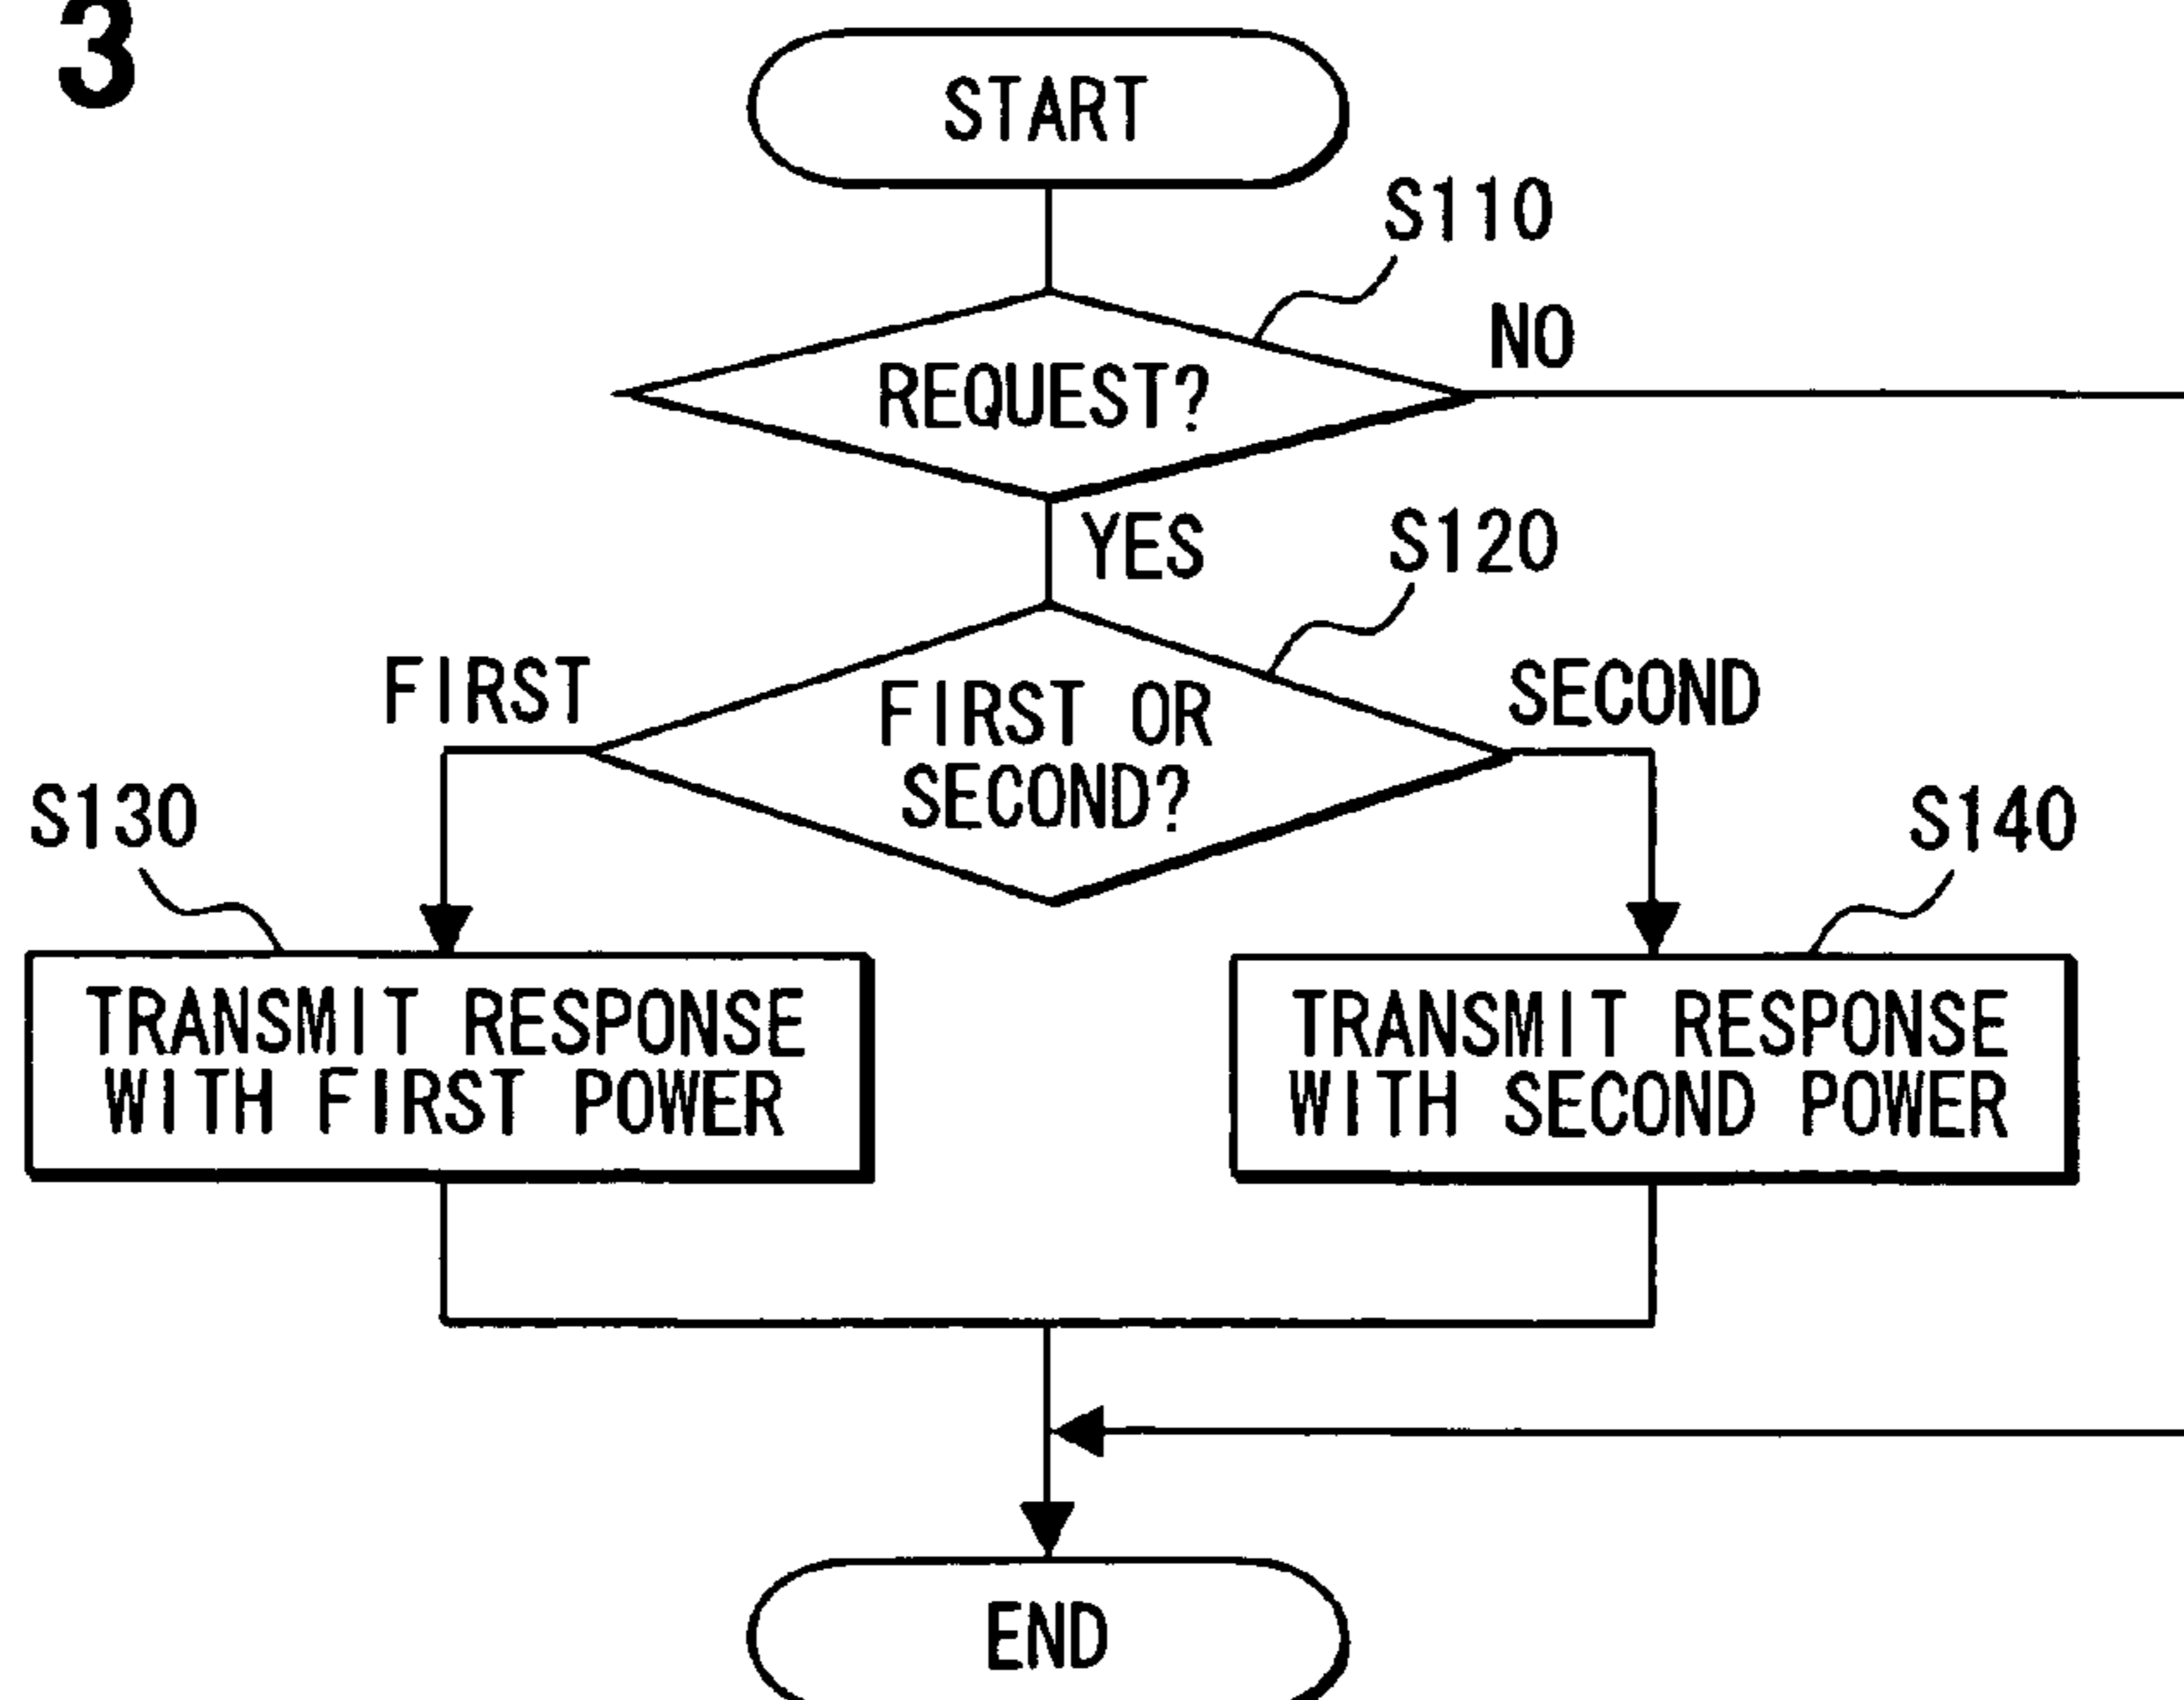 3
START
S110
REQUEST?
NO
YES
S120
FIRST
FIRST OR
SECOND?
SECOND
S130
S140
TRANSMIT RESPONSE
WITH FIRST POWER
TRANSMIT RESPONSE
WITH SECOND POWER
END